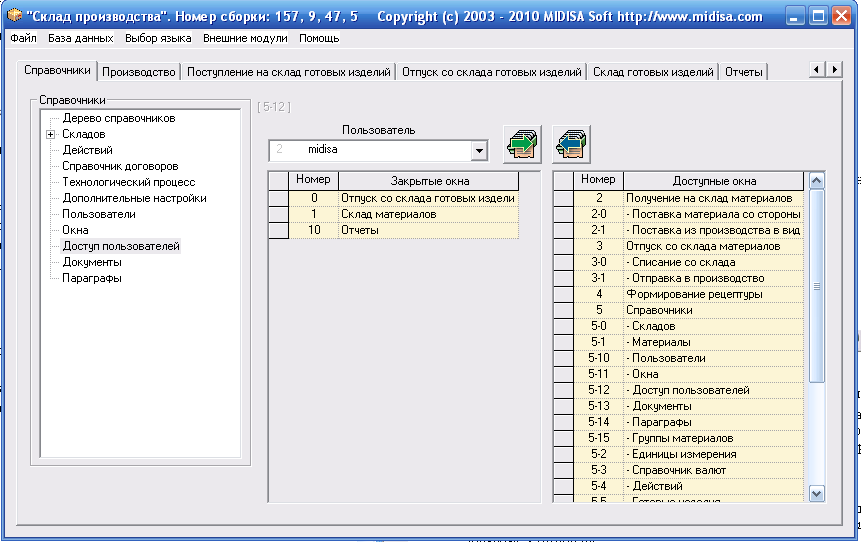 "Склад производства". Номер сборки: 157, 9, 47, 5 Copyright (c) 2003 - 2010 MIDISA Soft http://www.midisa.com
Файл База данных Выбор языка Внешние модули Помощь
Справочники Производство Поступление на склад готовых изделий Отпуск со склада готовых изделий Склад готовых изделий Отчеты
Справочники
Дерево справочников
Складов
Действий
Справочник договоров
Технологический процесс
Дополнительные настройки
Пользователи
Окна
Доступ пользователей
Документы
Параграфы
[ 5-12 ]
Пользователь
2 midisa
Номер Закрытые окна
0 Отпуск со склада готовых издели
1 Склад материалов
10 Отчеты
Номер Доступные окна
2 Получение на склад материалов
2-0 - Поставка материала со стороны
2-1 - Поставка из производства в вид
3 Отпуск со склада материалов
3-0 - Списание со склада
3-1 - Отправка в производство
4 Формирование рецептуры
5 Справочники
5-0 - Складов
5-1 - Материалы
5-10 - Пользователи
5-11 - Окна
5-12 - Доступ пользователей
5-13 - Документы
5-14 - Параграфы
5-15 - Группы материалов
5-2 - Единицы измерения
5-3 - Справочник валют
5-4 - Действий
5-5 - Готовые изделия